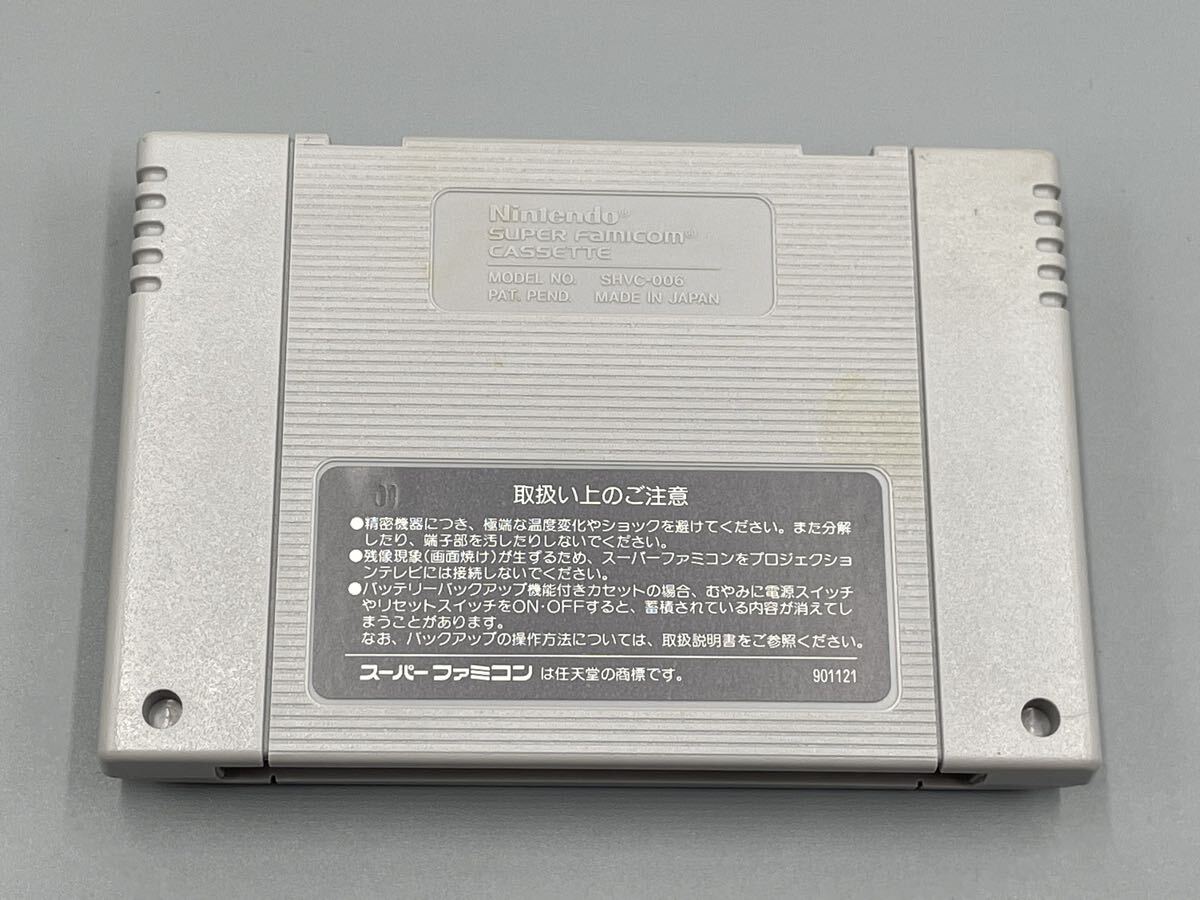 Nintendo®
SUPER FAMICOM®
CASSETTE
MODEL NO. SHVC-006
PAT. PEND. MADE IN JAPAN
取扱い上のご注意
●精密機器につき、極端な温度変化やショックを避けてください。また分解
したり、端子部を汚したりしないでください。
●残像現象(画面焼け)が生ずるため、スーパーファミコンをプロジェクショ
ンテレビには接続しないでください。
●バッテリーバックアップ機能付きカセットの場合、むやみに電源スイッチ
やリセットスイッチをON・OFFすると、蓄積されている内容が消えてし
まうことがあります。
なお、バックアップの操作方法については、取扱説明書をご参照ください。
スーパーファミコン は任天堂の商標です。 901121